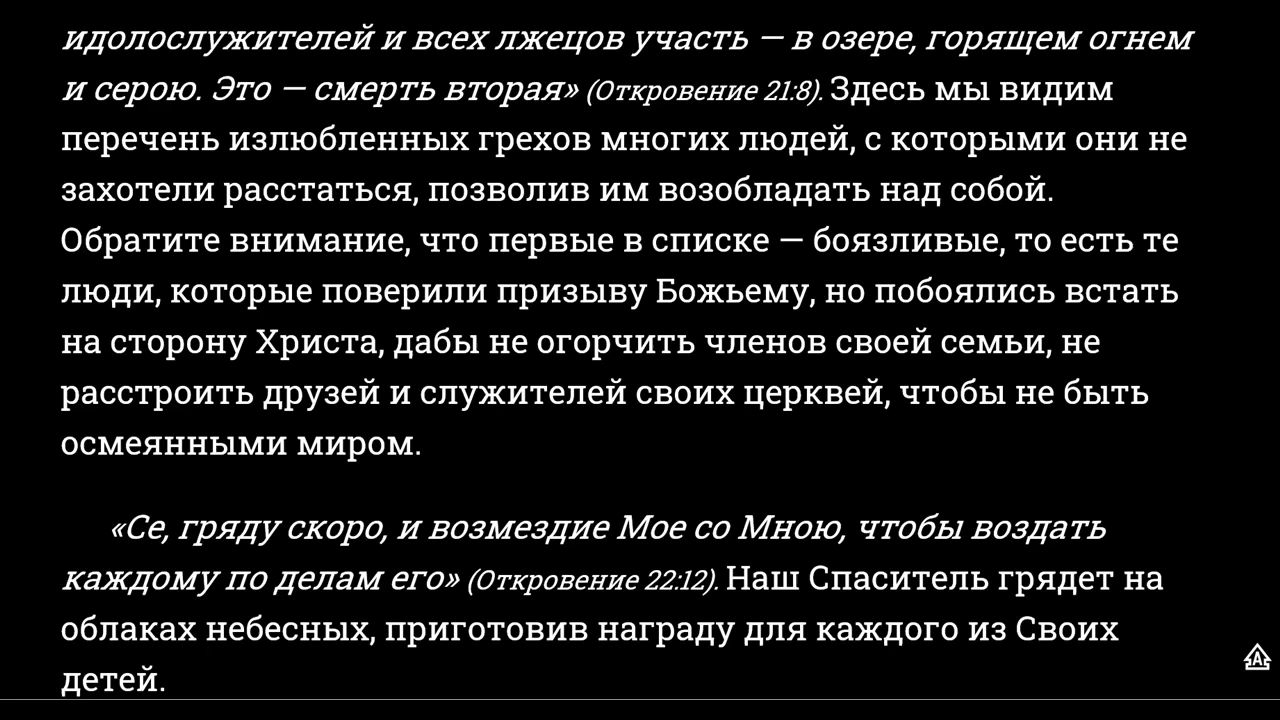 идолослужителей и всех лжецов участь — в озере, горящем огнем
и серою. Это — смерть вторая» (Откровение 21:8). Здесь мы видим
перечень излюбленных грехов многих людей, с которыми они не
захотели расстаться, позволив им возобладать над собой.
Обратите внимание, что первые в списке — боязливые, то есть те
люди, которые поверили призыву Божьему, но побоялись встать
на сторону Христа, дабы не огорчить членов своей семьи, не
расстроить друзей и служителей своих церквей, чтобы не быть
осмеянными миром.
«Се, гряду скоро, и возмездие Мое со Мною, чтобы воздать
каждому по делам его» (Откровение 22:12). Наш Спаситель грядет на
облаках небесных, приготовив награду для каждого из Своих
детей.
A